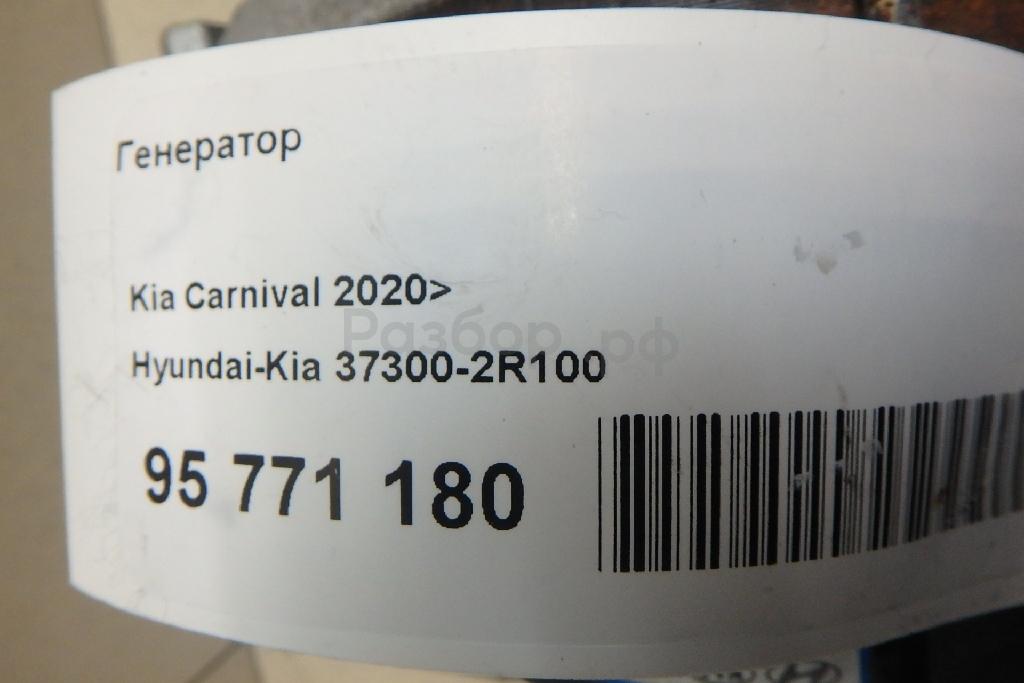 Генератор
Kia Carnival 2020>
Разбор.рф
Hyundai-Kia 37300-2R100
95 771 180